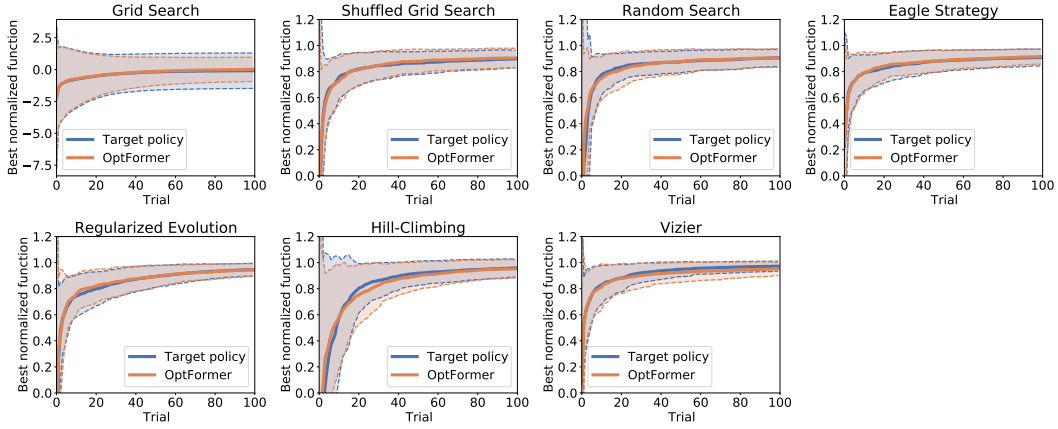 Grid Search
Best normalized function
2.5
0.0
−2.5
−5.0
−7.5
Target policy
OptFormer
0 20 40 60 80 100
Trial
Shuffled Grid Search
Best normalized function
1.2
1.0
0.8
0.6
0.4
0.2
0.0
Target policy
OptFormer
0 20 40 60 80 100
Trial
Random Search
Best normalized function
1.2
1.0
0.8
0.6
0.4
0.2
0.0
Target policy
OptFormer
0 20 40 60 80 100
Trial
Eagle Strategy
Best normalized function
1.2
1.0
0.8
0.6
0.4
0.2
0.0
Target policy
OptFormer
0 20 40 60 80 100
Trial
Regularized Evolution
Best normalized function
1.2
1.0
0.8
0.6
0.4
0.2
0.0
Target policy
OptFormer
0 20 40 60 80 100
Trial
Hill-Climbing
Best normalized function
1.2
1.0
0.8
0.6
0.4
0.2
0.0
Target policy
OptFormer
0 20 40 60 80 100
Trial
Vizier
Best normalized function
1.2
1.0
0.8
0.6
0.4
0.2
0.0
Target policy
OptFormer
0 20 40 60 80 100
Trial